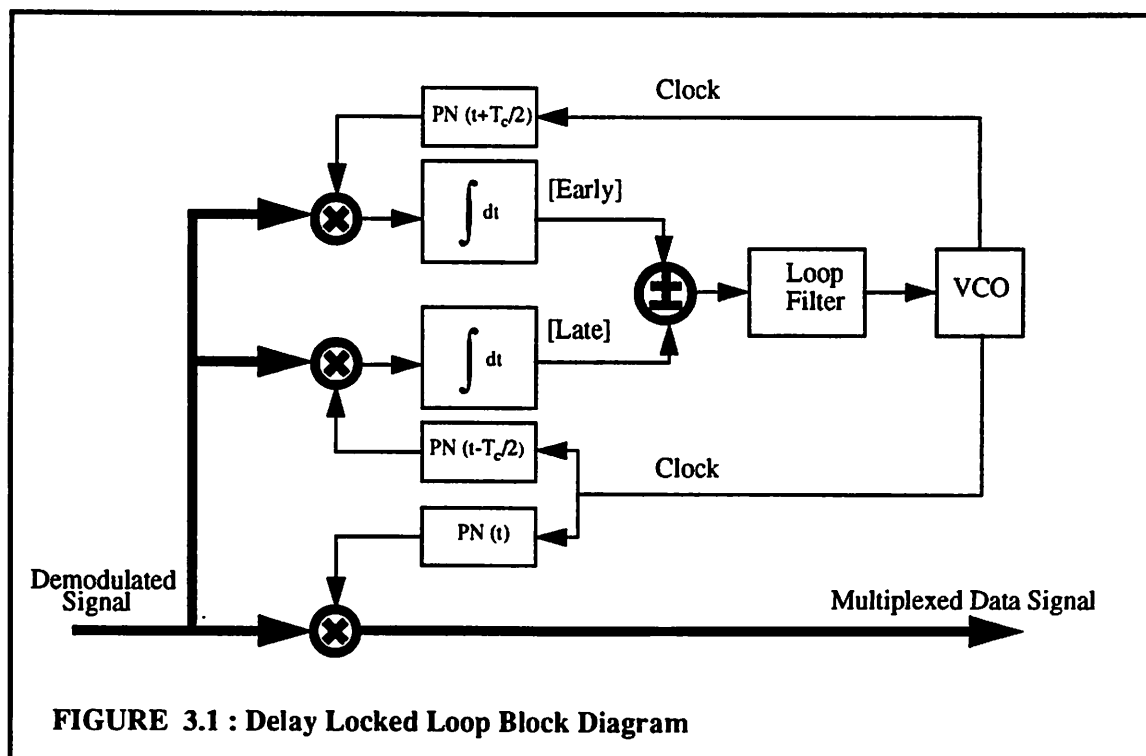 Clock
PN (t+T_c/2)
∫ dt
[Early]
±
Loop
Filter
VCO
∫ dt
[Late]
PN (t-T_c/2)
Clock
PN (t)
Demodulated
Signal
Multiplexed Data Signal
FIGURE 3.1 : Delay Locked Loop Block Diagram